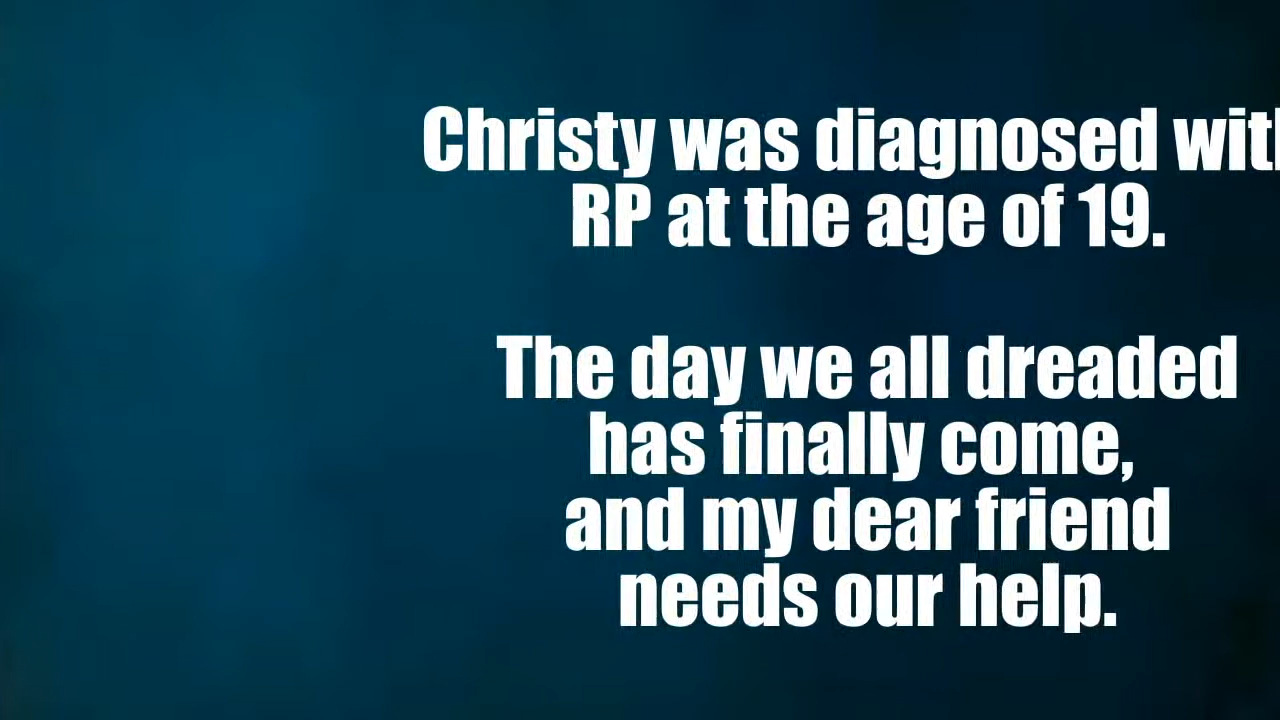 Christy was diagnosed with
RP at the age of 19.
The day we all dreaded
has finally come,
and my dear friend
needs our help.